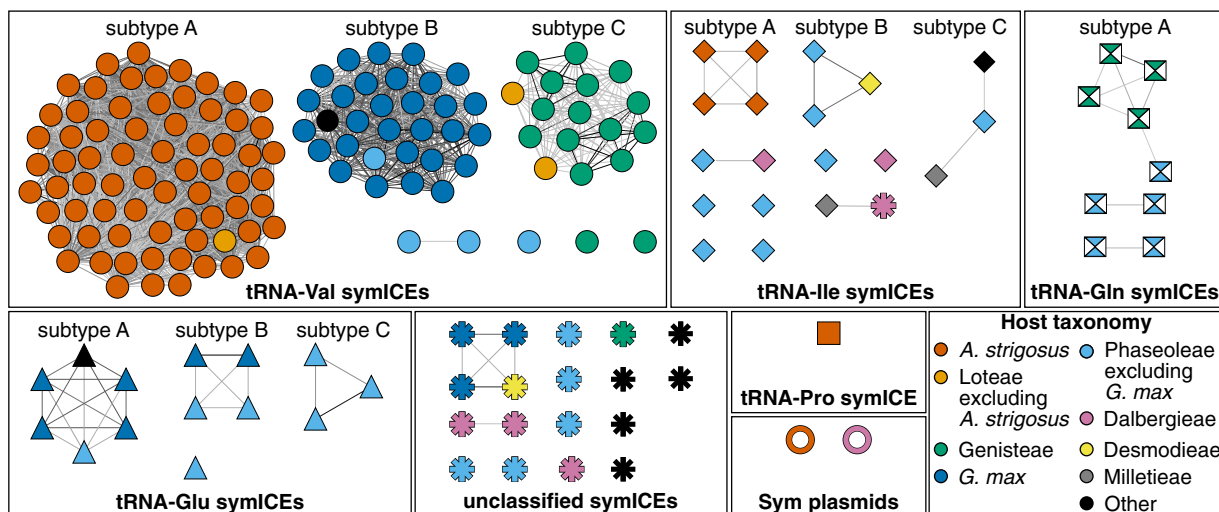 subtype A
subtype B
subtype C
tRNA-Val symICEs
subtype A
subtype B
subtype C
tRNA-Ile symICEs
subtype A
tRNA-Gln symICEs
subtype A
subtype B
subtype C
tRNA-Glu symICEs
unclassified symICEs
tRNA-Pro symICE
Sym plasmids
Host taxonomy
A. strigosus
Loteae
excluding
A. strigosus
Genisteae
G. max
Phaseoleae
excluding
G. max
Dalbergieae
Desmodieae
Milletieae
Other